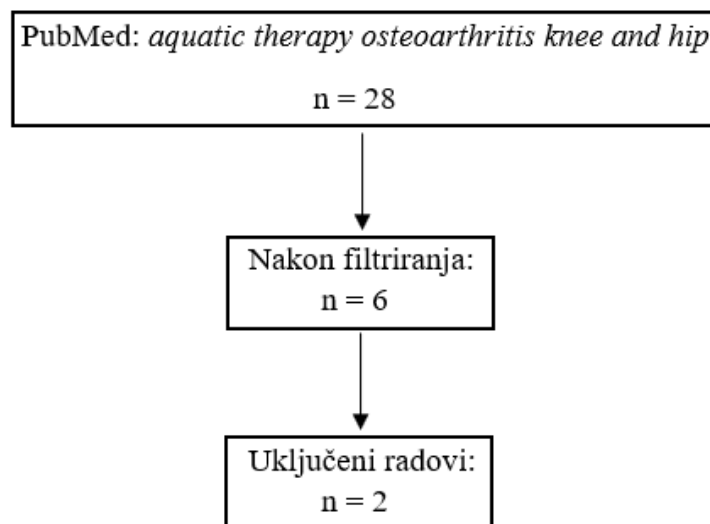 PubMed: aquatic therapy osteoarthritis knee and hip
n = 28
Nakon filtriranja:
n = 6
Uključeni radovi:
n = 2